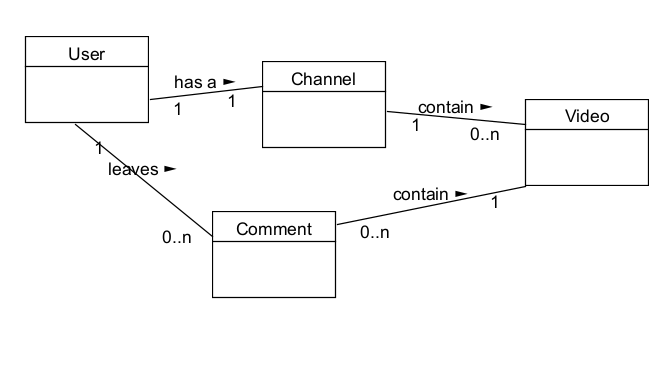 User
has a ►
1
1
Channel
contain ►
1
0..n
Video
1
leaves ►
0..n
Comment
contain ►
0..n
1